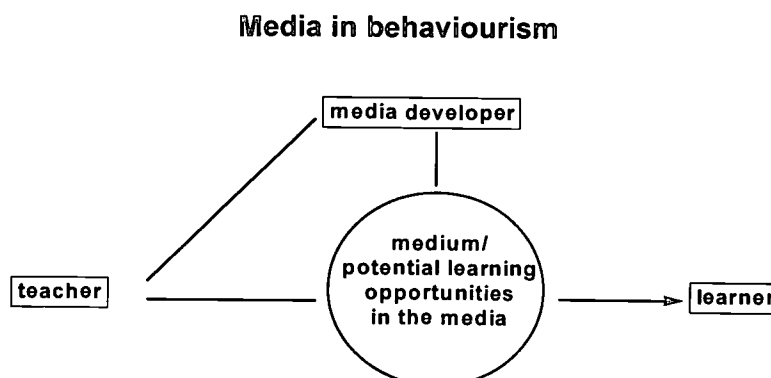 Media in behaviourism
media developer
medium/
potential learning
opportunities
in the media
teacher
learner